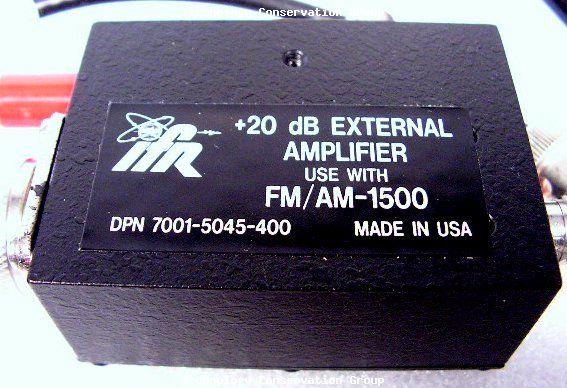 Conservation Group
IFR
+20 dB EXTERNAL
AMPLIFIER
USE WITH
FM/AM-1500
DPN 7001-5045-400 MADE IN USA
Conservation Group